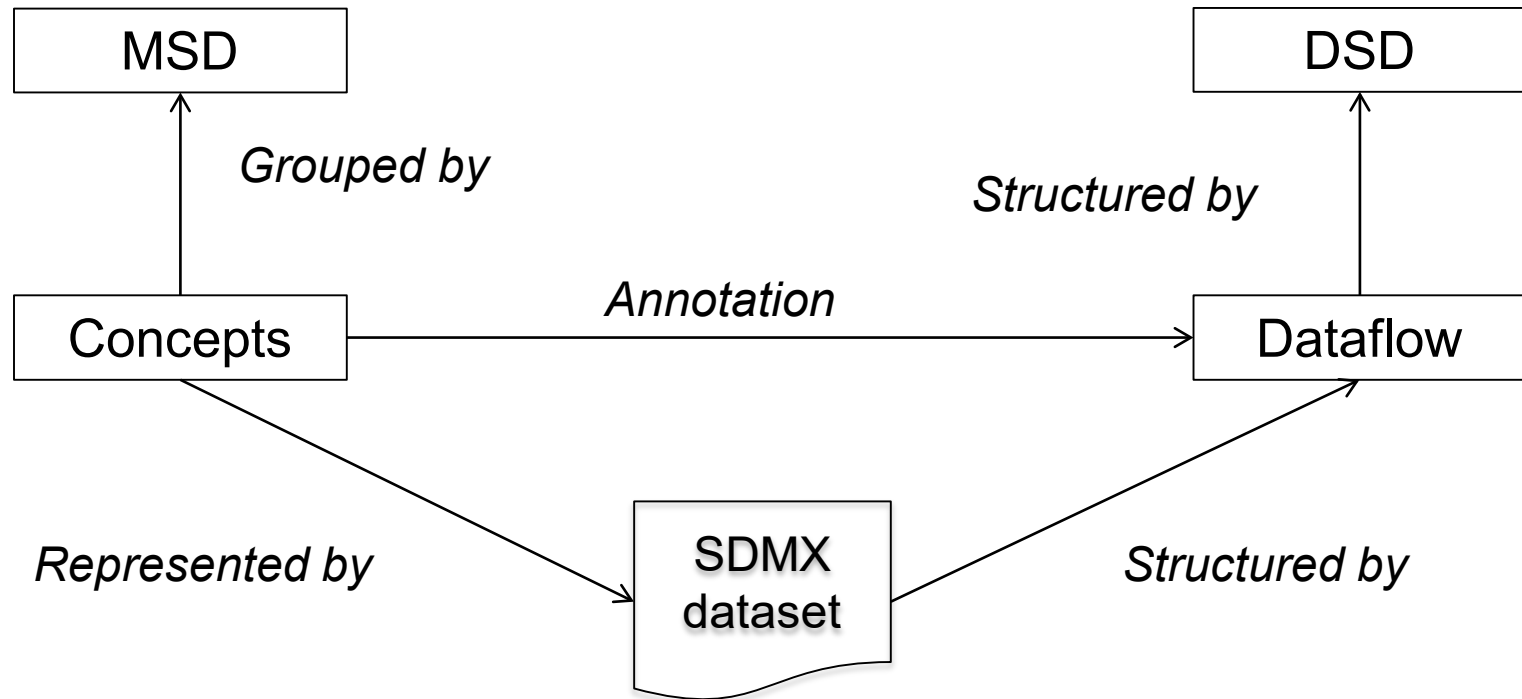 MSD
DSD
Grouped by
Structured by
Annotation
Concepts
Dataflow
Represented by
SDMX
dataset
Structured by